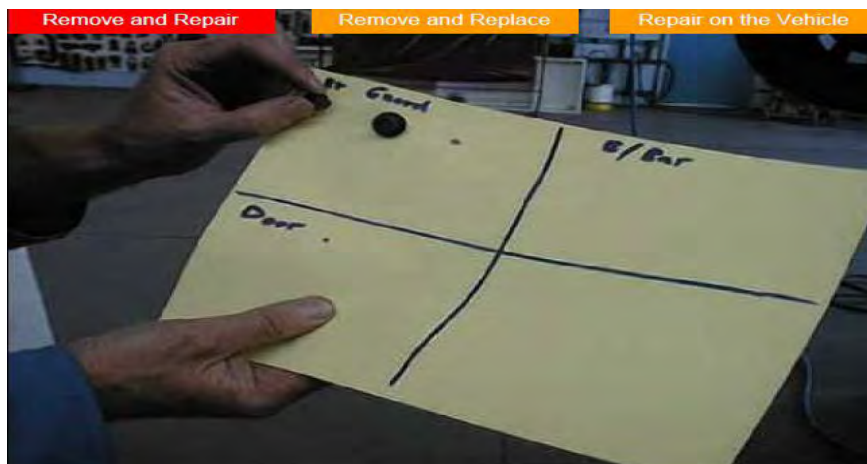 Remove and Repair
Remove and Replace
Repair on the Vehicle
Guard
B/Bar
Door